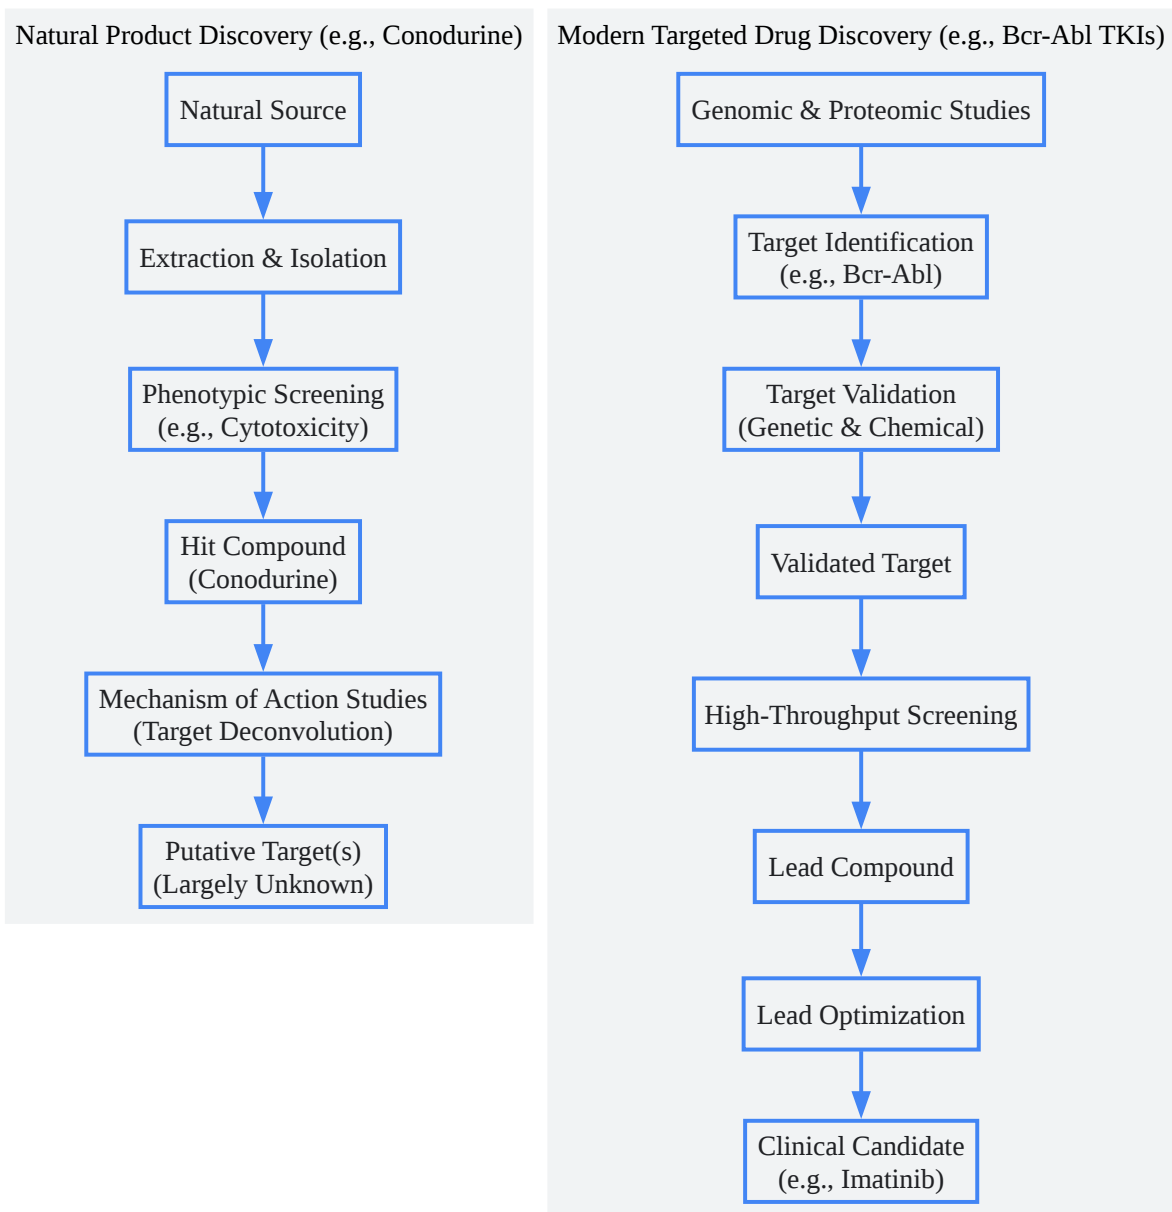 Natural Product Discovery (e.g., Conodurine)
Natural Source
Extraction & Isolation
Phenotypic Screening
(e.g., Cytotoxicity)
Hit Compound
(Conodurine)
Mechanism of Action Studies
(Target Deconvolution)
Putative Target(s)
(Largely Unknown)
Modern Targeted Drug Discovery (e.g., Bcr-Abl TKIs)
Genomic & Proteomic Studies
Target Identification
(e.g., Bcr-Abl)
Target Validation
(Genetic & Chemical)
Validated Target
High-Throughput Screening
Lead Compound
Lead Optimization
Clinical Candidate
(e.g., Imatinib)